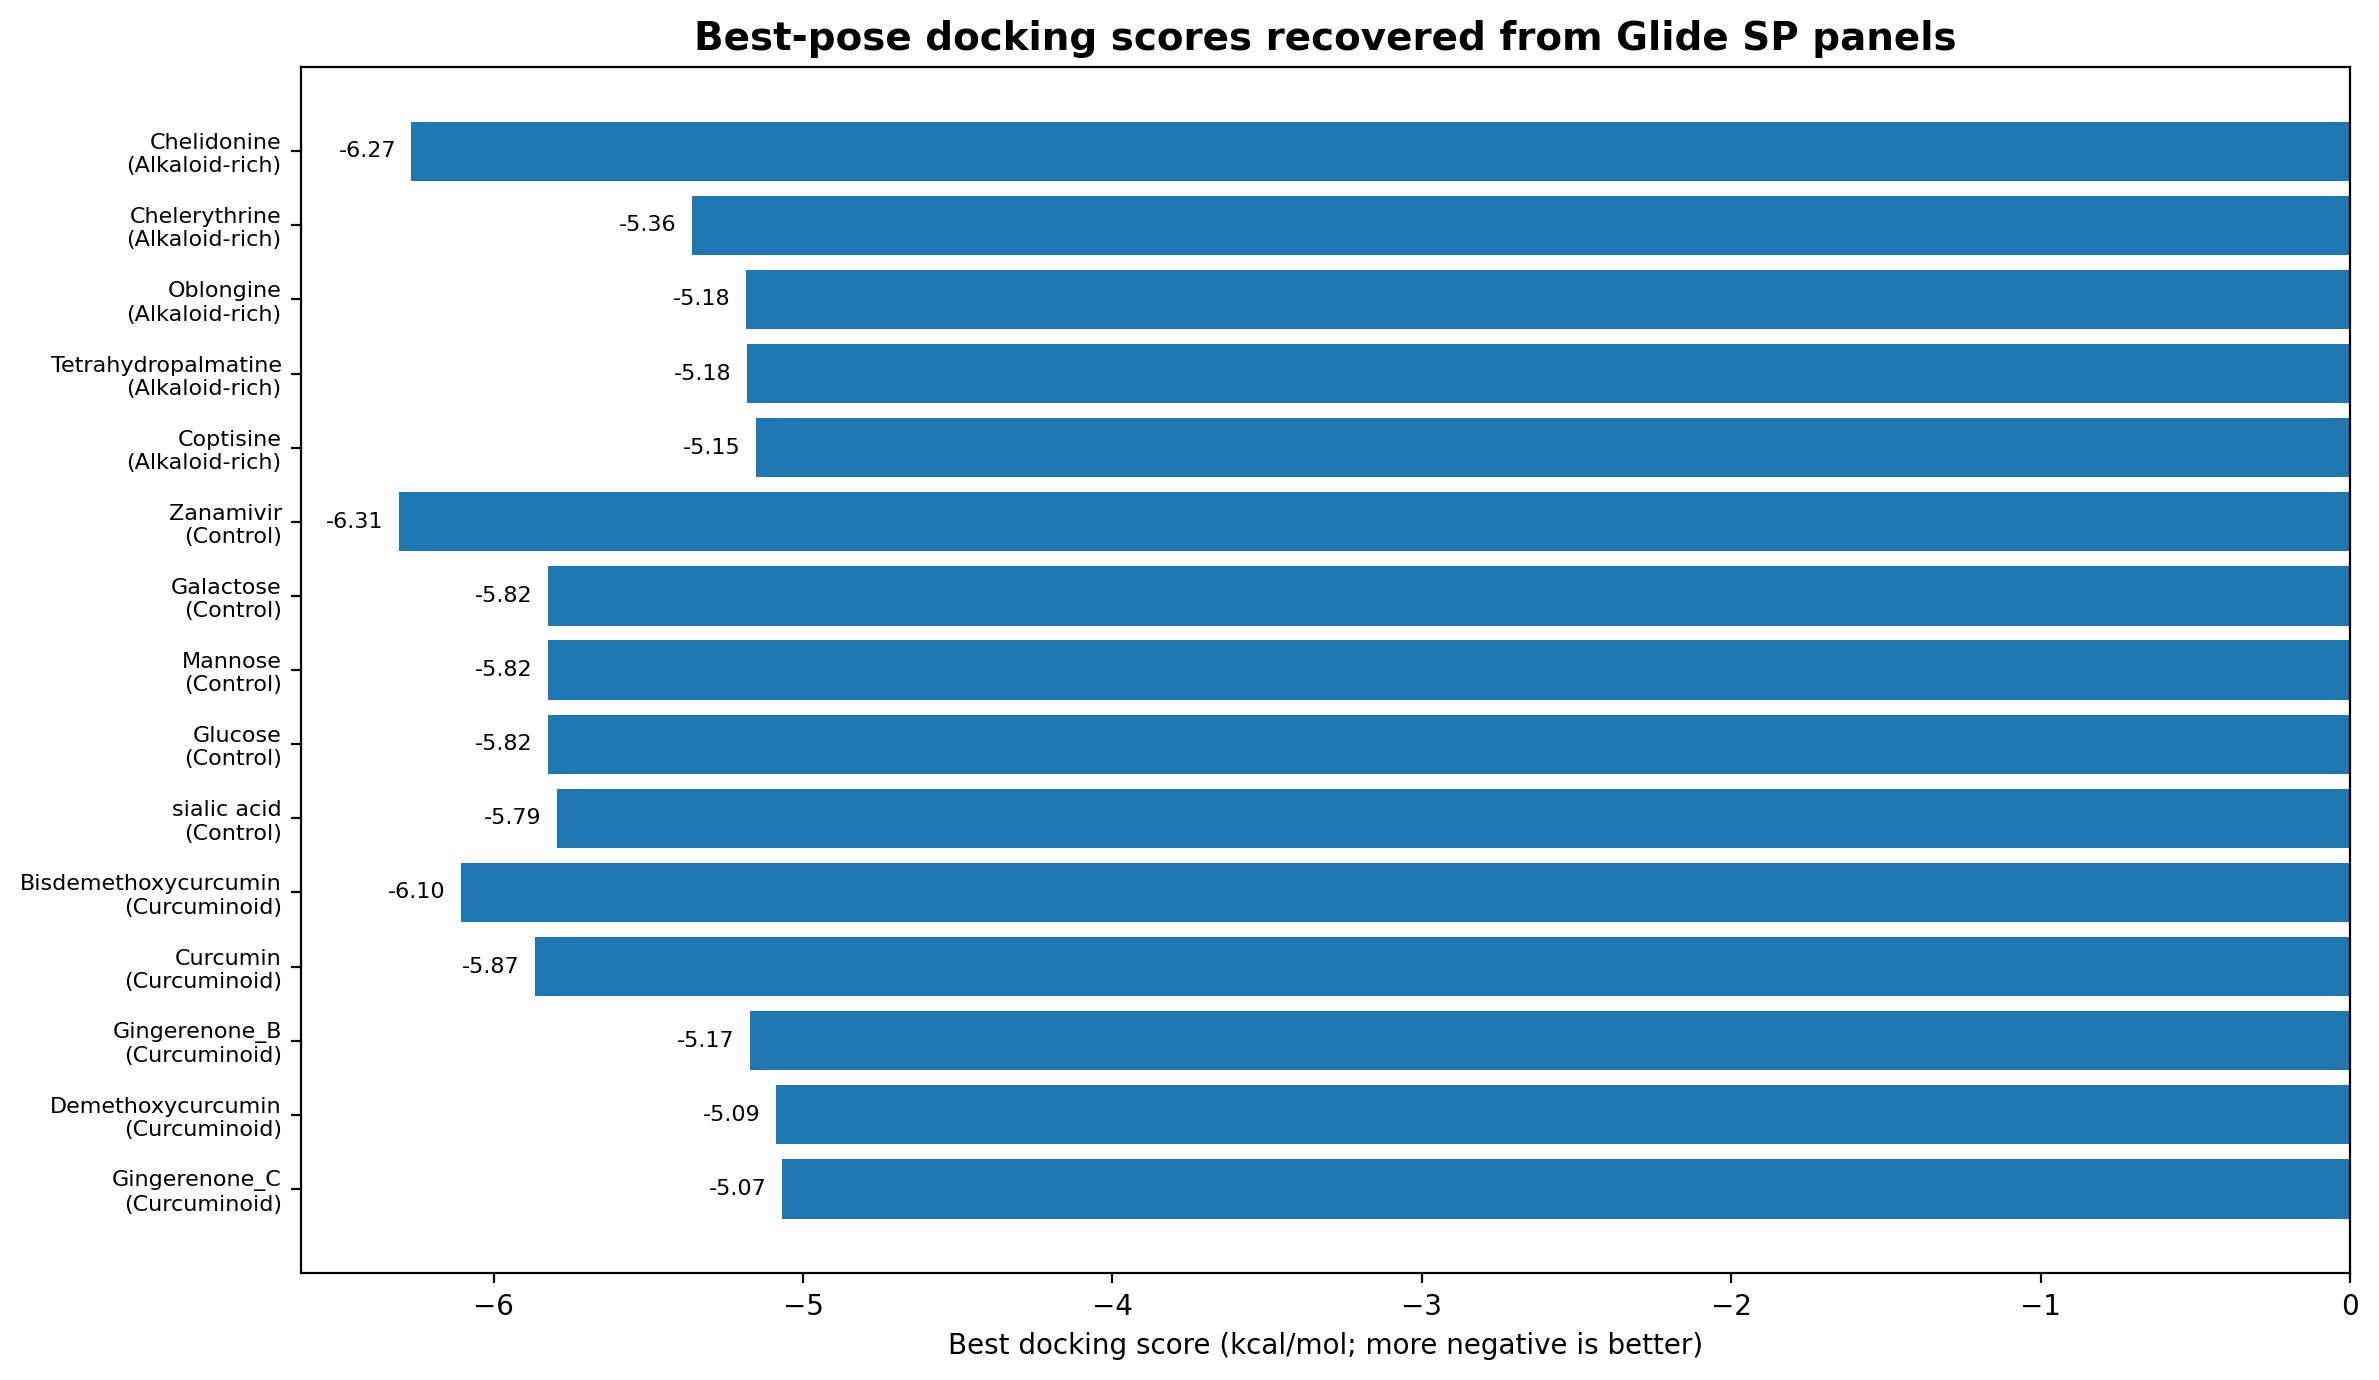 Best-pose docking scores recovered from Glide SP panels
Chelidonine
(Alkaloid-rich)
-6.27
Chelerythrine
(Alkaloid-rich)
-5.36
Oblongine
(Alkaloid-rich)
-5.18
Tetrahydropalmatine
(Alkaloid-rich)
-5.18
Coptisine
(Alkaloid-rich)
-5.15
Zanamivir
(Control)
-6.31
Galactose
(Control)
-5.82
Mannose
(Control)
-5.82
Glucose
(Control)
-5.82
sialic acid
(Control)
-5.79
Bisdemethoxycurcumin
(Curcuminoid)
-6.10
Curcumin
(Curcuminoid)
-5.87
Gingerenone_B
(Curcuminoid)
-5.17
Demethoxycurcumin
(Curcuminoid)
-5.09
Gingerenone_C
(Curcuminoid)
-5.07
−6 −5 −4 −3 −2 −1 0
Best docking score (kcal/mol; more negative is better)